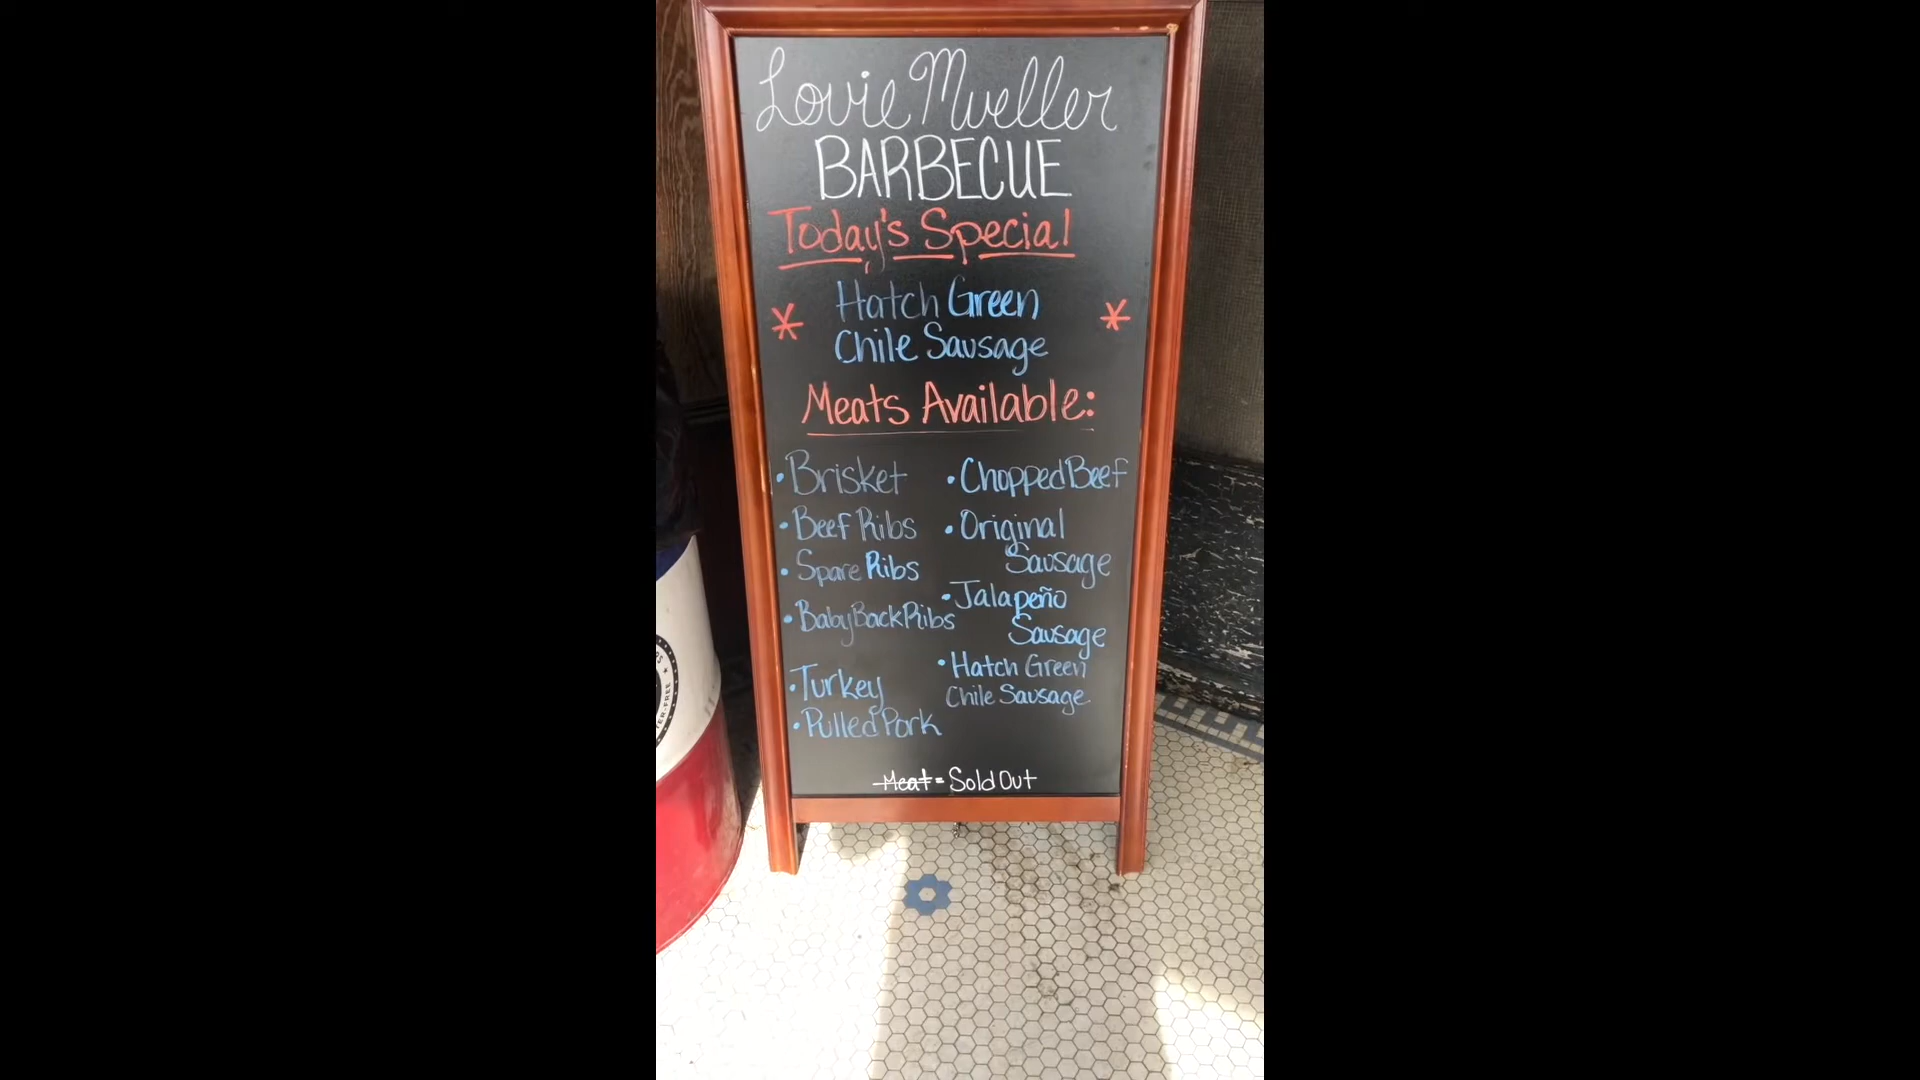 Louie Mueller
BARBECUE
Today's Special
* Hatch Green *
Chile Sausage
Meats Available:
• Brisket
• Beef Ribs
• Spare Ribs
• Baby Back Ribs
• Turkey
• Pulled Pork
• Chopped Beef
• Original
Sausage
• Jalapeño
Sausage
• Hatch Green
Chile Sausage
Meat = Sold Out